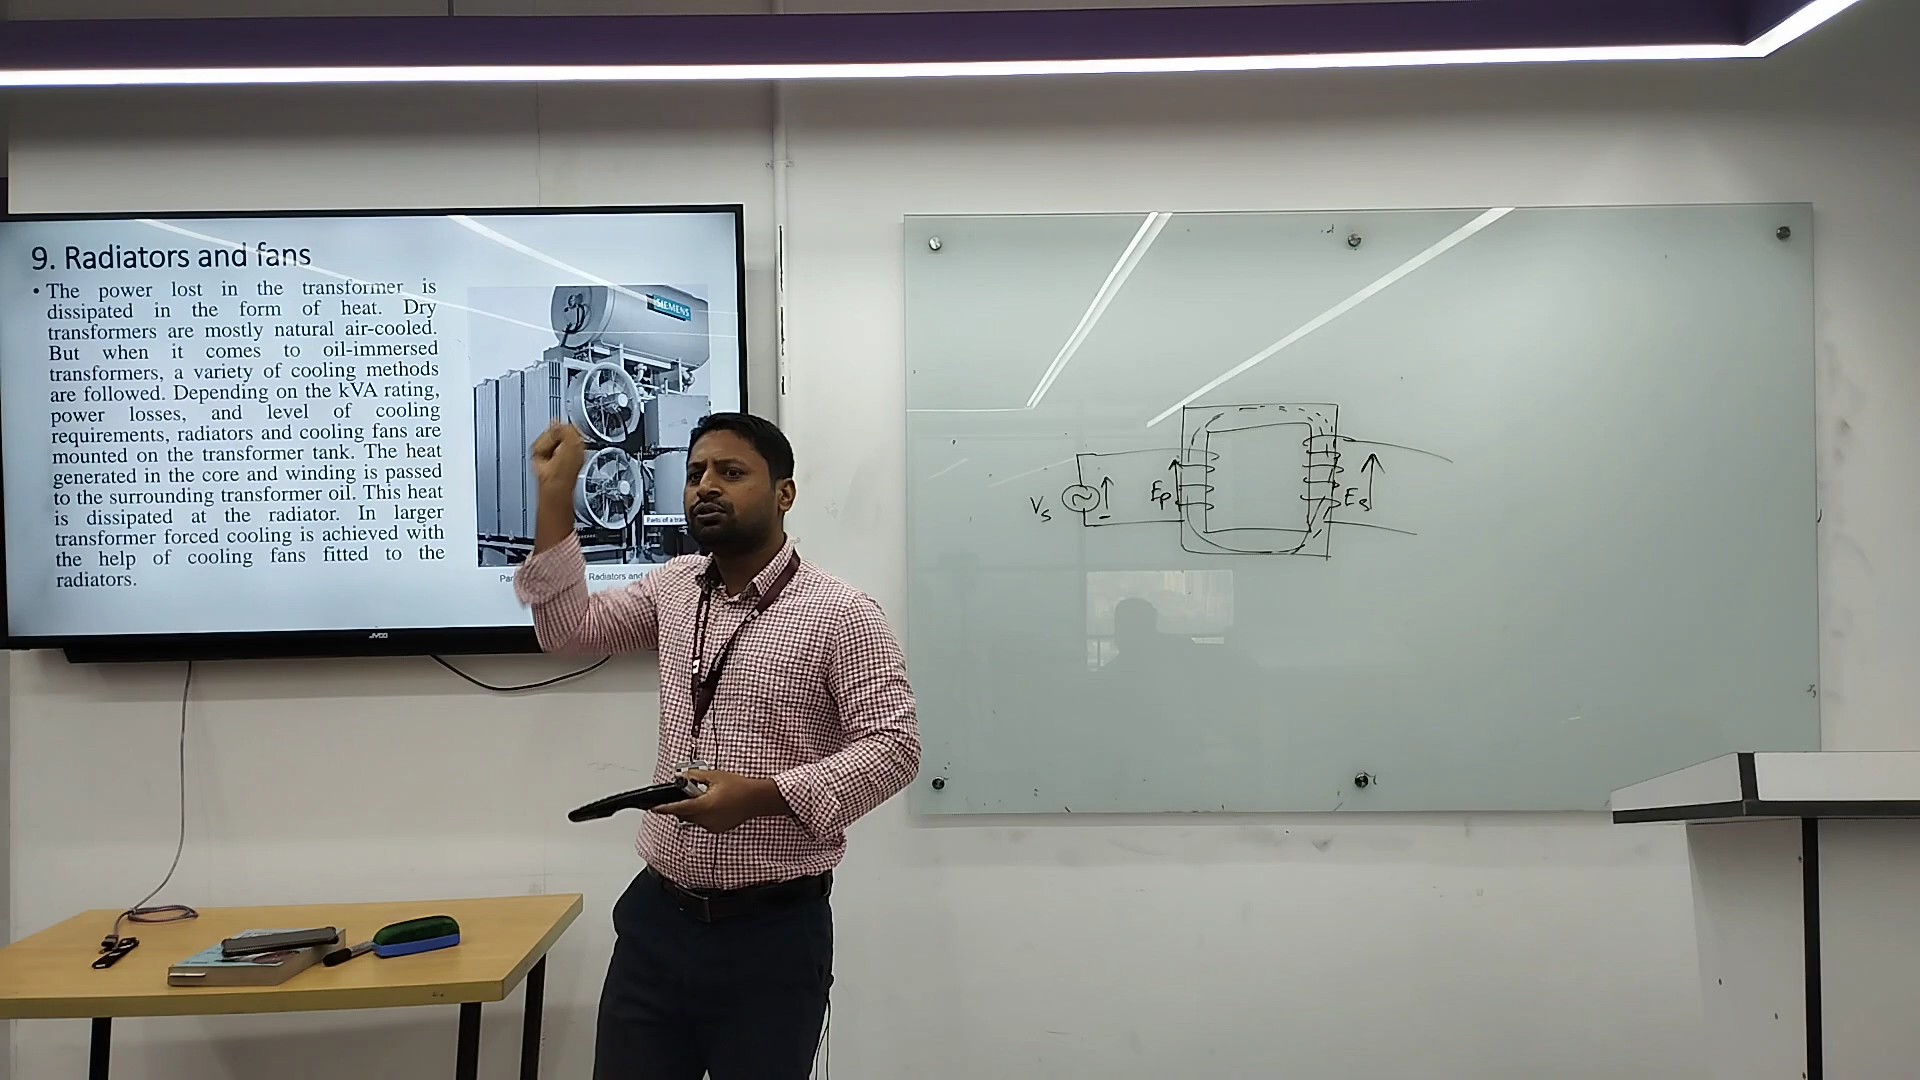 9. Radiators and fans
• The power lost in the transformer is
dissipated in the form of heat. Dry
transformers are mostly natural air-cooled.
But when it comes to oil-immersed
transformers, a variety of cooling methods
are followed. Depending on the kVA rating,
power losses, and level of cooling
requirements, radiators and cooling fans are
mounted on the transformer tank. The heat
generated in the core and winding is passed
to the surrounding transformer oil. This heat
is dissipated at the radiator. In larger
transformer forced cooling is achieved with
the help of cooling fans fitted to the
radiators.
SIEMENS
Parts of a
Radiators and
Vs
Ep
Es